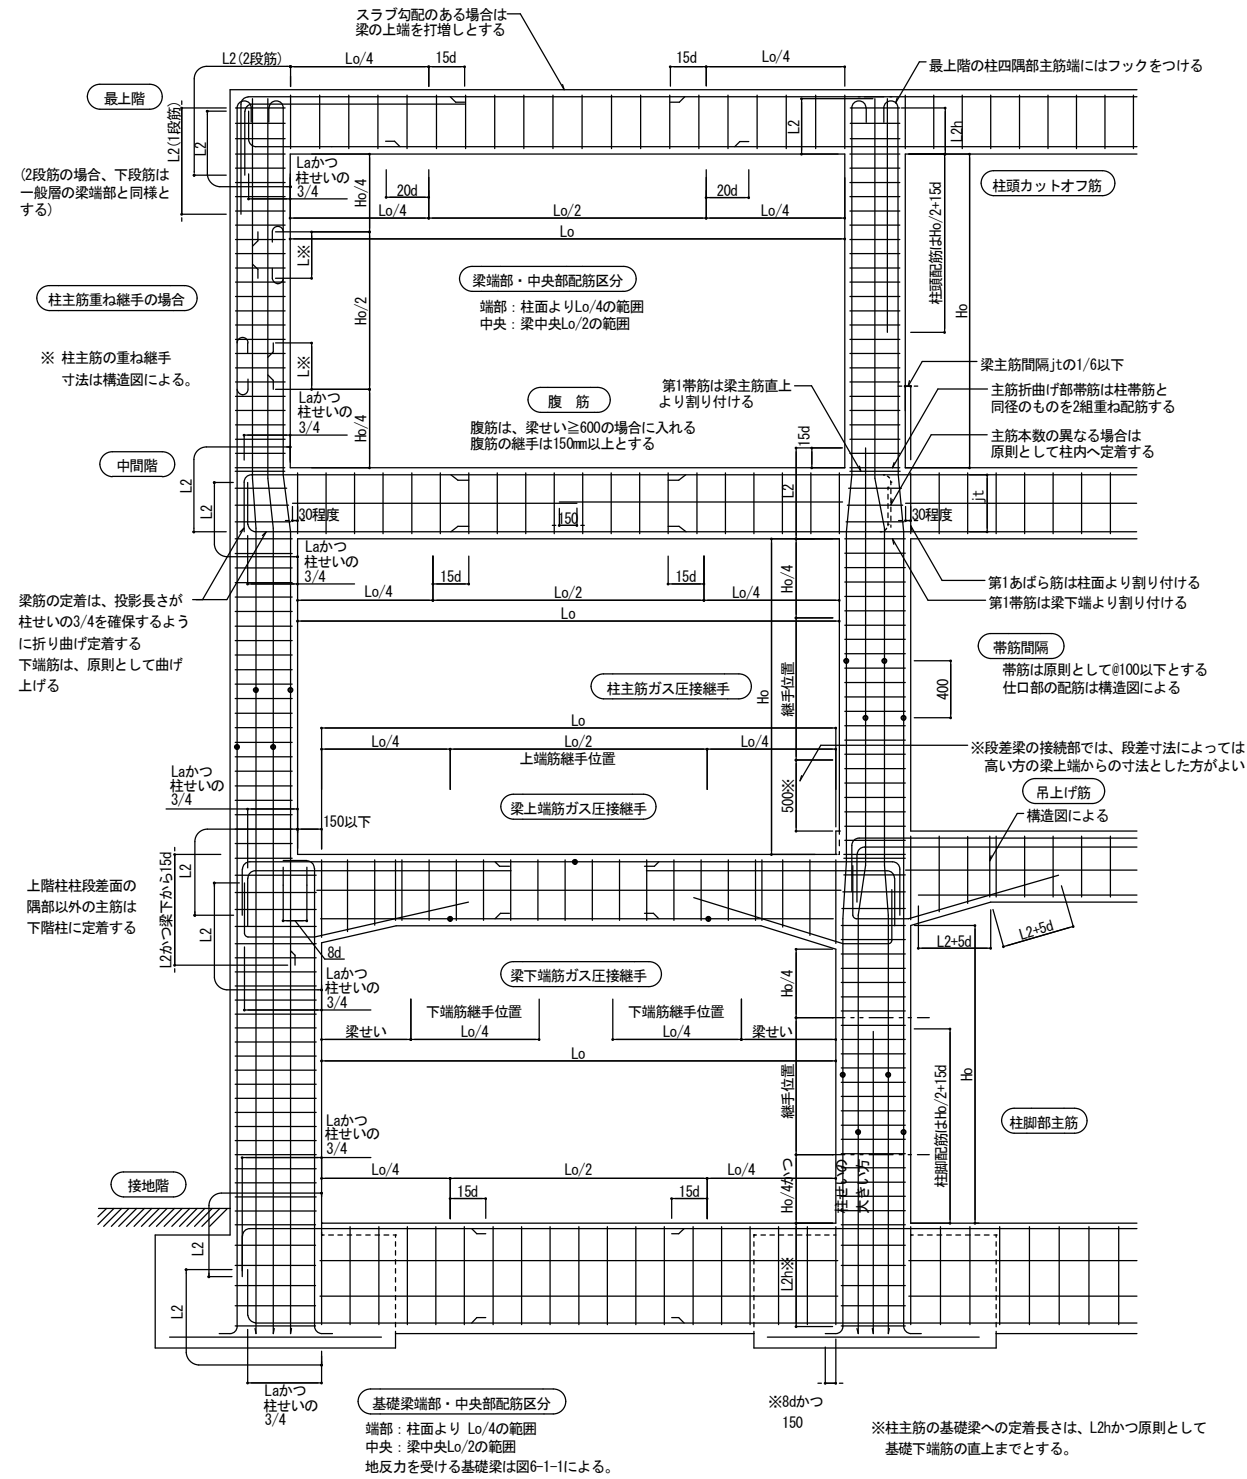 スラブ勾配のある場合は
梁の上端を打増しとする
L2(2段筋)
Lo/4
15d
15d
Lo/4
最上階の柱四隅部主筋端にはフックをつける
最上階
L2(1段筋)
L2
L2
L2h
(2段筋の場合、下段筋は
一般層の梁端部と同様と
する)
Laかつ
柱せいの
3/4
Ho/4
20d
20d
柱頭カットオフ筋
Lo/4
Lo/2
Lo/4
Lo
柱頭配筋はHo/2+15d
Ho
L※
梁端部・中央部配筋区分
端部：柱面よりLo/4の範囲
中央：梁中央Lo/2の範囲
柱主筋重ね継手の場合
Ho/2
※ 柱主筋の重ね継手
寸法は構造図による。
L※
梁主筋間隔jtの1/6以下
第1帯筋は梁主筋直上
より割り付ける
主筋折曲げ部帯筋は柱帯筋と
同径のものを2組重ね配筋する
Laかつ
柱せいの
3/4
Ho/4
腹 筋
腹筋は、梁せい≧600の場合に入れる
腹筋の継手は150mm以上とする
15d
主筋本数の異なる場合は
原則として柱内へ定着する
中間階
L2
L2
L2
jt
30程度
150
30程度
Laかつ
柱せいの
3/4
15d
15d
Ho/4
Lo/4
Lo/2
Lo/4
Lo
第1あばら筋は柱面より割り付ける
第1帯筋は梁下端より割り付ける
梁筋の定着は、投影長さが
柱せいの3/4を確保するよう
に折り曲げ定着する
下端筋は、原則として曲げ
上げる
帯筋間隔
帯筋は原則として@100以下とする
仕口部の配筋は構造図による
柱主筋ガス圧接継手
Ho
継手位置
400
Lo
Lo/4
Lo/2
Lo/4
上端筋継手位置
※段差梁の接続部では、段差寸法によっては
高い方の梁上端からの寸法とした方がよい
Laかつ
柱せいの
3/4
梁上端筋ガス圧接継手
500※
吊上げ筋
構造図による
150以下
上階柱柱段差面の
隅部以外の主筋は
下階柱に定着する
L2かつ梁下から15d
L2
L2
8d
L2+5d
L2+5d
Laかつ
柱せいの
3/4
梁下端筋ガス圧接継手
Ho/4
下端筋継手位置
下端筋継手位置
梁せい
Lo/4
Lo/4
梁せい
Lo
継手位置
柱脚配筋はHo/2+15d
Ho
柱脚部主筋
Laかつ
柱せいの
3/4
Lo/4
Lo/2
Lo/4
15d
15d
Ho/4かつ
柱せいの
大きい方
接地階
L2
L2
L2h※
Laかつ
柱せいの
3/4
※8dかつ
150
基礎梁端部・中央部配筋区分
端部：柱面より Lo/4の範囲
中央：梁中央Lo/2の範囲
地反力を受ける基礎梁は図6-1-1による。
※柱主筋の基礎梁への定着長さは、L2hかつ原則として
基礎下端筋の直上までとする。